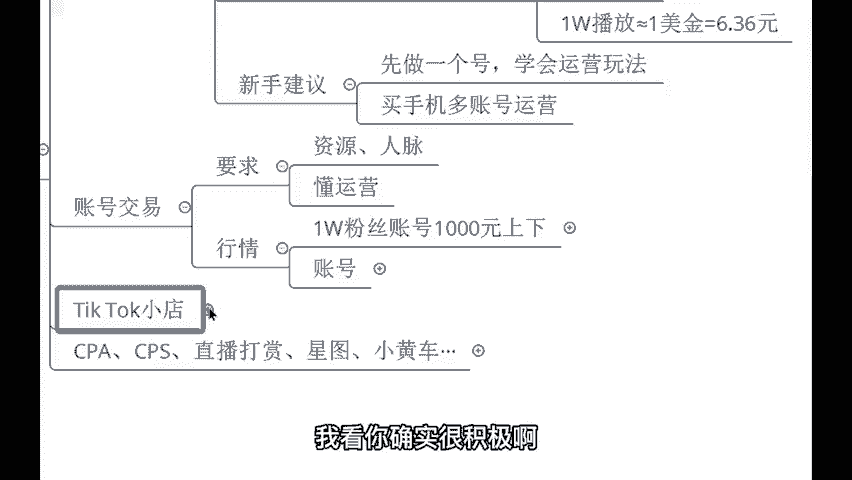 1W播放≈1美金=6.36元
先做一个号，学会运营玩法
新手建议
买手机多账号运营
资源、人脉
要求
懂运营
账号交易
1W粉丝账号1000元上下
行情
账号
Tik Tok小店
CPA、CPS、直播打赏、星图、小黄车…
我看你确实很积极啊